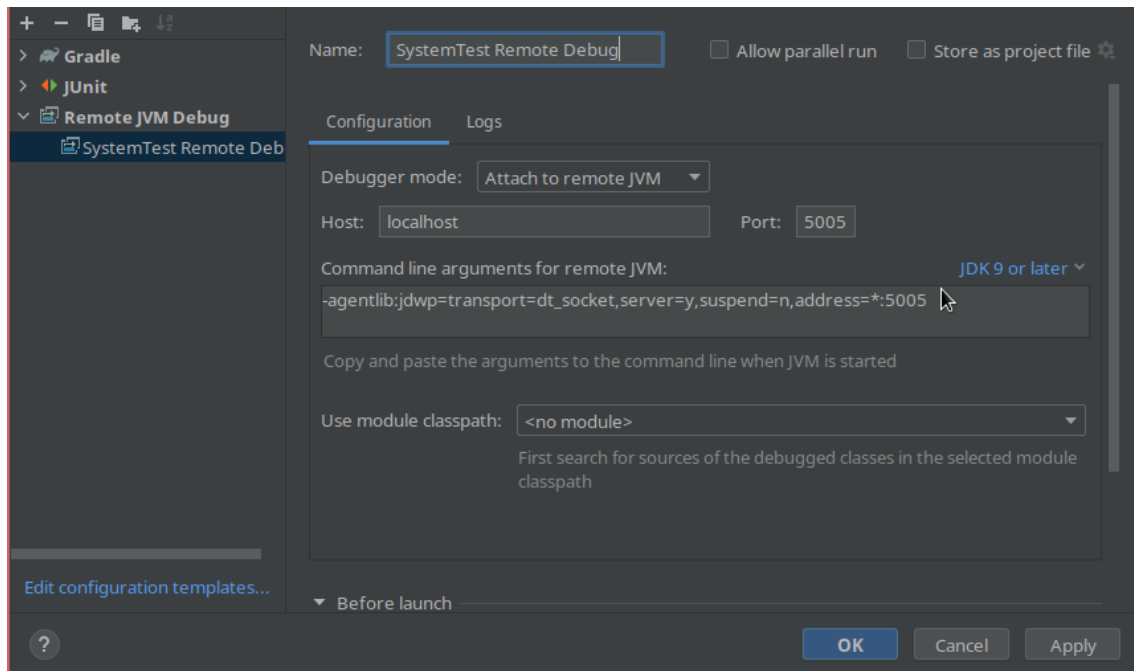 Gradle
JUnit
Remote JVM Debug
SystemTest Remote Deb
Edit configuration templates...
Name: SystemTest Remote Debug Allow parallel run Store as project file
Configuration Logs
Debugger mode: Attach to remote JVM
Host: localhost Port: 5005
Command line arguments for remote JVM: JDK 9 or later
-agentlib:jdwp=transport=dt_socket,server=y,suspend=n,address=*:5005
Copy and paste the arguments to the command line when JVM is started
Use module classpath: <no module>
First search for sources of the debugged classes in the selected module
classpath
Before launch
? OK Cancel Apply